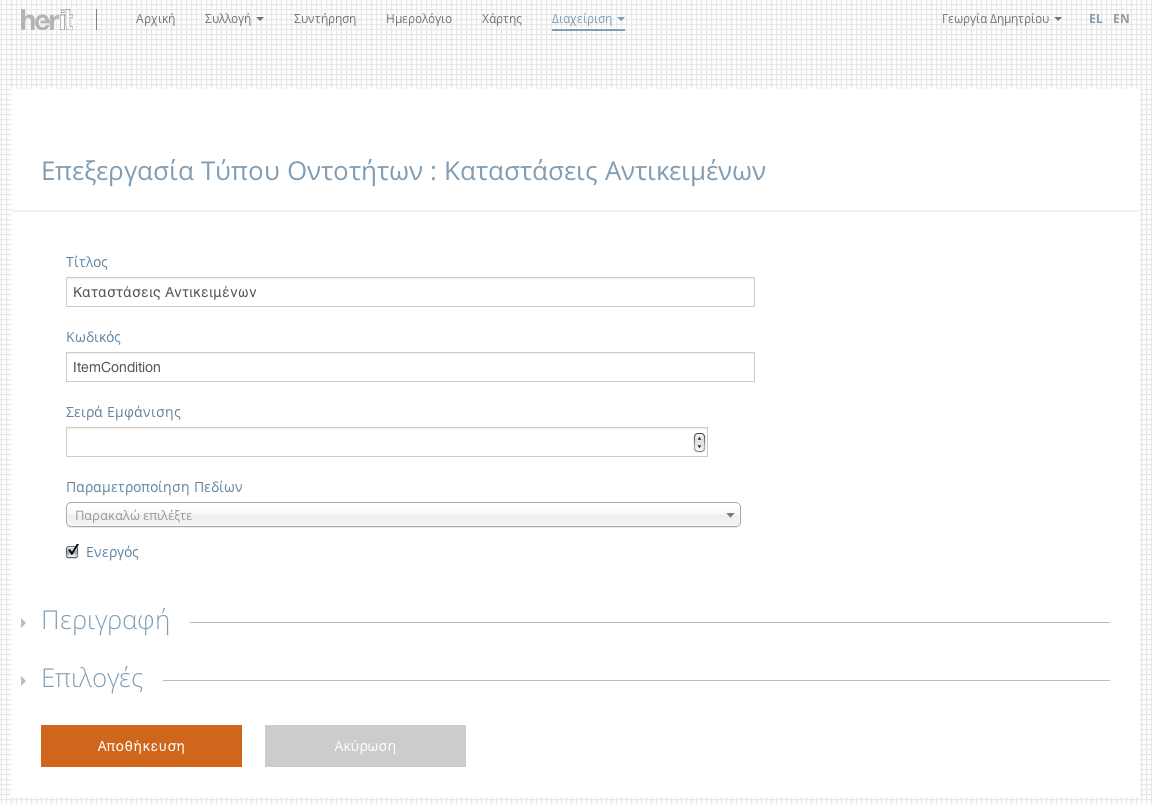 herit Αρχική Συλλογή Συντήρηση Ημερολόγιο Χάρτης Διαχείριση Γεωργία Δημητρίου EL EN
Επεξεργασία Τύπου Οντοτήτων : Καταστάσεις Αντικειμένων
Τίτλος
Καταστάσεις Αντικειμένων
Κωδικός
ItemCondition
Σειρά Εμφάνισης
Παραμετροποίηση Πεδίων
Παρακαλώ επιλέξτε
Ενεργός
Περιγραφή
Επιλογές
Αποθήκευση Ακύρωση